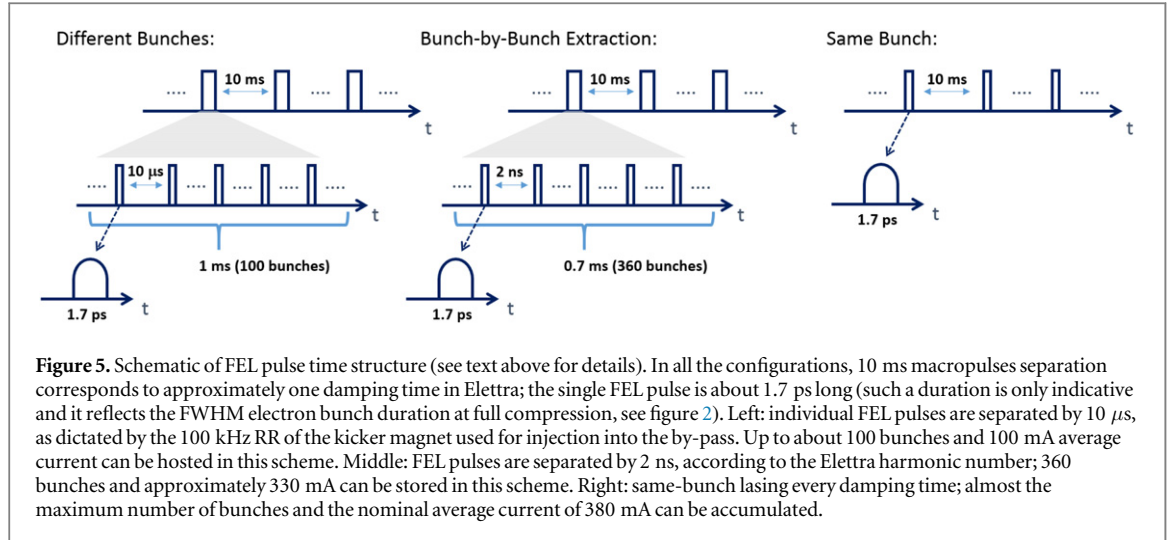 Different Bunches:
10 ms
....
....
....
t
10 µs
....
....
....
t
1 ms (100 bunches)
1.7 ps
t
Bunch-by-Bunch Extraction:
10 ms
....
....
....
t
2 ns
....
....
....
t
0.7 ms (360 bunches)
1.7 ps
t
Same Bunch:
10 ms
....
....
....
t
1.7 ps
t
Figure 5. Schematic of FEL pulse time structure (see text above for details). In all the configurations, 10 ms macropulses separation
corresponds to approximately one damping time in Elettra; the single FEL pulse is about 1.7 ps long (such a duration is only indicative
and it reflects the FWHM electron bunch duration at full compression, see figure 2). Left: individual FEL pulses are separated by 10 μs,
as dictated by the 100 kHz RR of the kicker magnet used for injection into the by-pass. Up to about 100 bunches and 100 mA average
current can be hosted in this scheme. Middle: FEL pulses are separated by 2 ns, according to the Elettra harmonic number; 360
bunches and approximately 330 mA can be stored in this scheme. Right: same-bunch lasing every damping time; almost the
maximum number of bunches and the nominal average current of 380 mA can be accumulated.